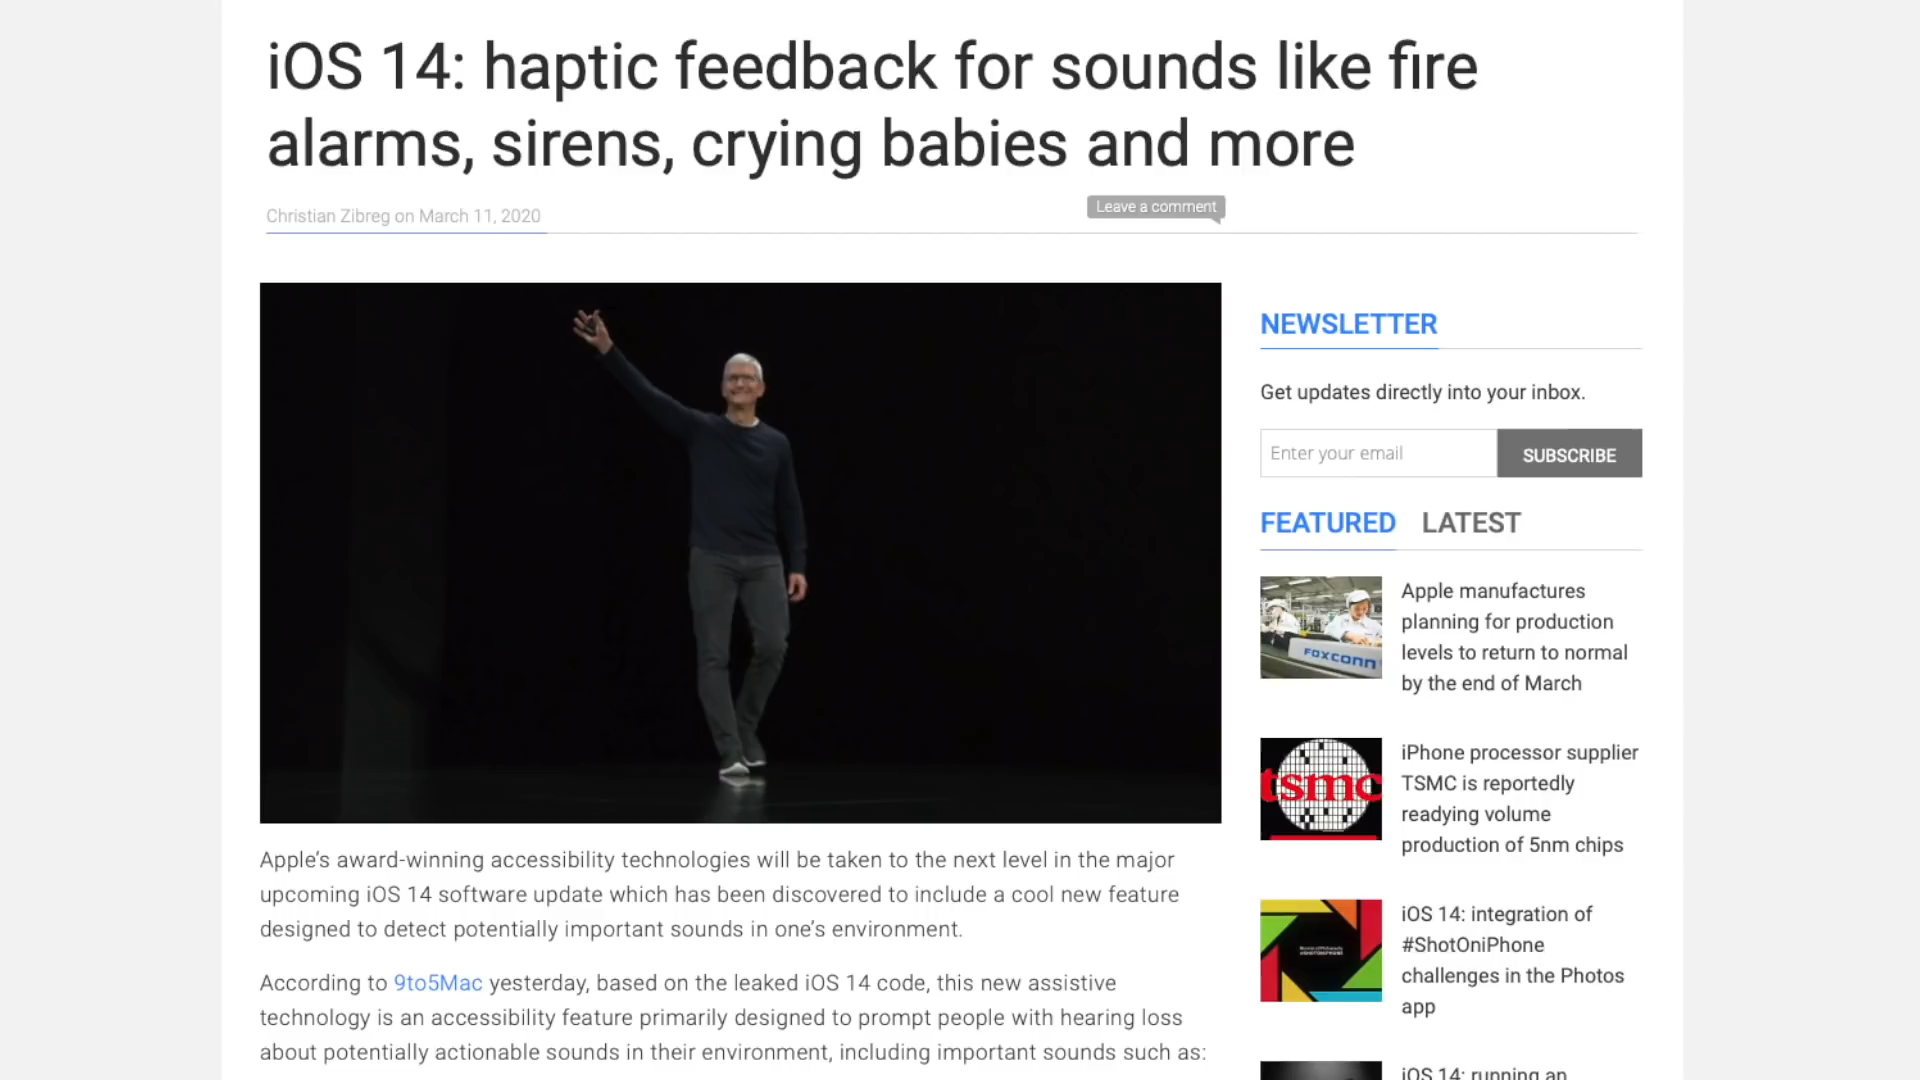 iOS 14: haptic feedback for sounds like fire
alarms, sirens, crying babies and more
Christian Zibreg on March 11, 2020
Leave a comment
Apple’s award-winning accessibility technologies will be taken to the next level in the major
upcoming iOS 14 software update which has been discovered to include a cool new feature
designed to detect potentially important sounds in one’s environment.
According to 9to5Mac yesterday, based on the leaked iOS 14 code, this new assistive
technology is an accessibility feature primarily designed to prompt people with hearing loss
about potentially actionable sounds in their environment, including important sounds such as:
NEWSLETTER
Get updates directly into your inbox.
Enter your email
SUBSCRIBE
FEATURED LATEST
FOXCONN
Apple manufactures
planning for production
levels to return to normal
by the end of March
tsmc
iPhone processor supplier
TSMC is reportedly
readying volume
production of 5nm chips
iOS 14: integration of
#ShotOniPhone
challenges in the Photos
app
iOS 14: running an